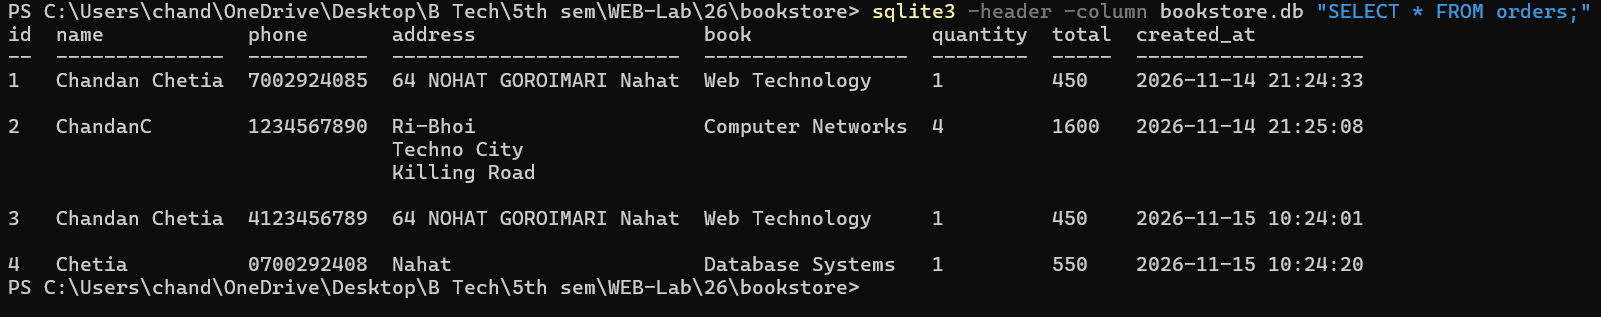 PS C:\Users\chand\OneDrive\Desktop\B Tech\5th sem\WEB-Lab\26\bookstore> sqlite3 -header -column bookstore.db "SELECT * FROM orders;"
id  name            phone       address                   book               quantity  total  created_at
--  --------------  ----------  ------------------------  -----------------  --------  -----  -------------------
1   Chandan Chetia  7002924085  64 NOHAT GOROIMARI Nahat  Web Technology     1         450    2026-11-14 21:24:33
2   ChandanC        1234567890  Ri-Bhoi                   Computer Networks  4         1600   2026-11-14 21:25:08
                                Techno City
                                Killing Road
3   Chandan Chetia  4123456789  64 NOHAT GOROIMARI Nahat  Web Technology     1         450    2026-11-15 10:24:01
4   Chetia          0700292408  Nahat                     Database Systems   1         550    2026-11-15 10:24:20
PS C:\Users\chand\OneDrive\Desktop\B Tech\5th sem\WEB-Lab\26\bookstore>